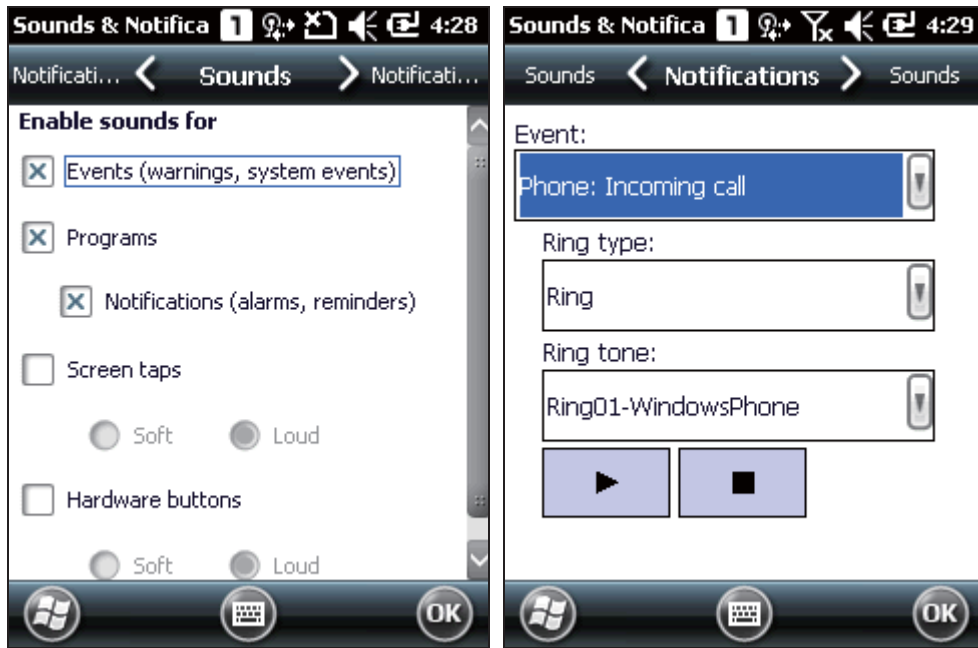 Sounds & Notifica 1 4:28
Notificati... Sounds Notificati...
Enable sounds for
Events (warnings, system events)
Programs
Notifications (alarms, reminders)
Screen taps
Soft Loud
Hardware buttons
Soft Loud
OK
Sounds & Notifica 1 4:29
Sounds Notifications Sounds
Event:
Phone: Incoming call
Ring type:
Ring
Ring tone:
Ring01-WindowsPhone
OK